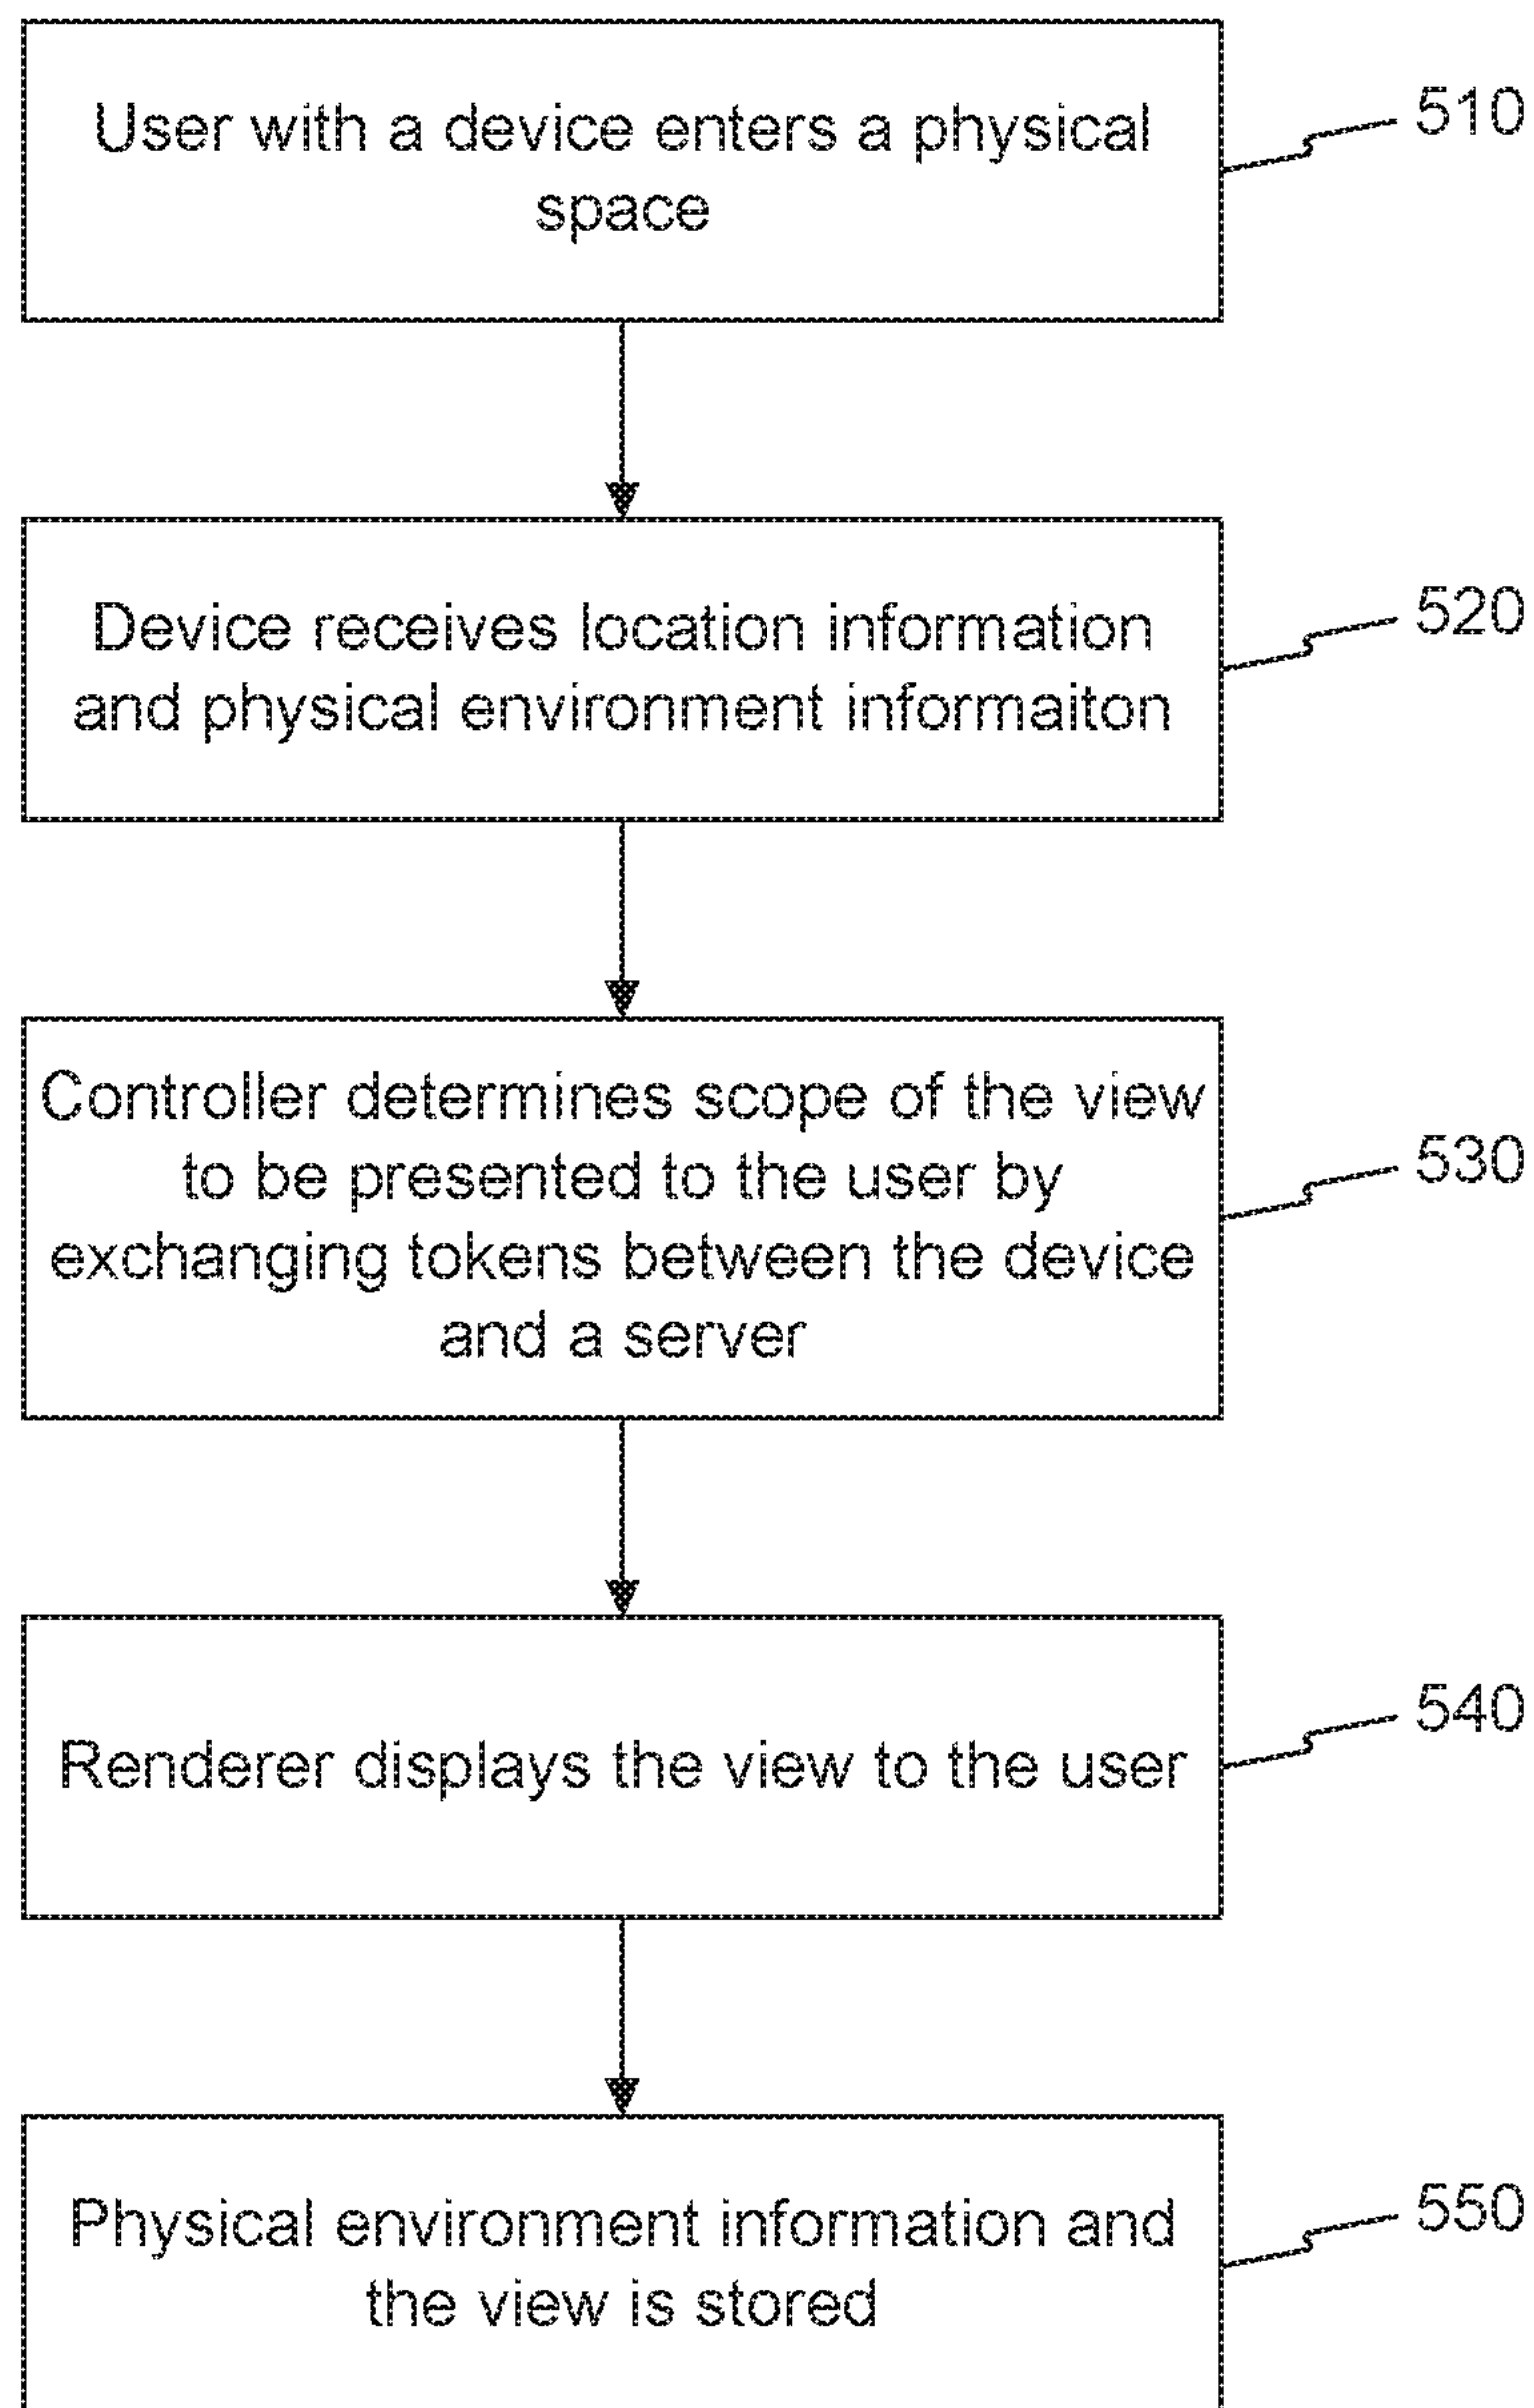 User with a device enters a physical
space
510
Device receives location information
and physical environment informaiton
520
Controller determines scope of the view
to be presented to the user by
exchanging tokens between the device
and a server
530
Renderer displays the view to the user
540
Physical environment information and
the view is stored
550